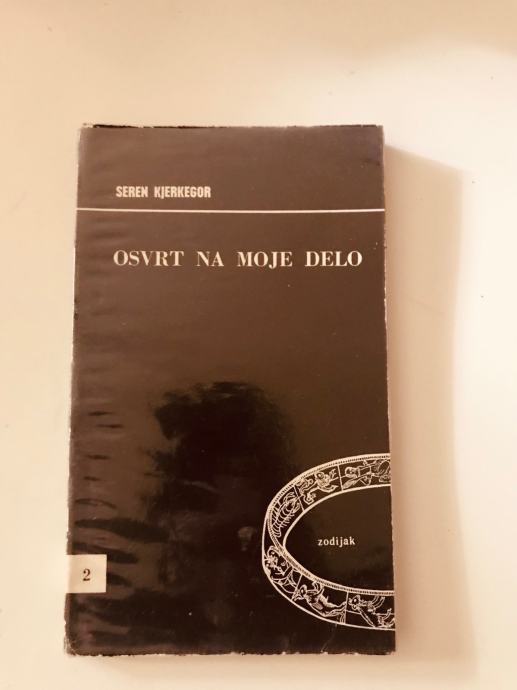 SEREN KJERKEGOR
OSVRT NA MOJE DELO
zodijak
2